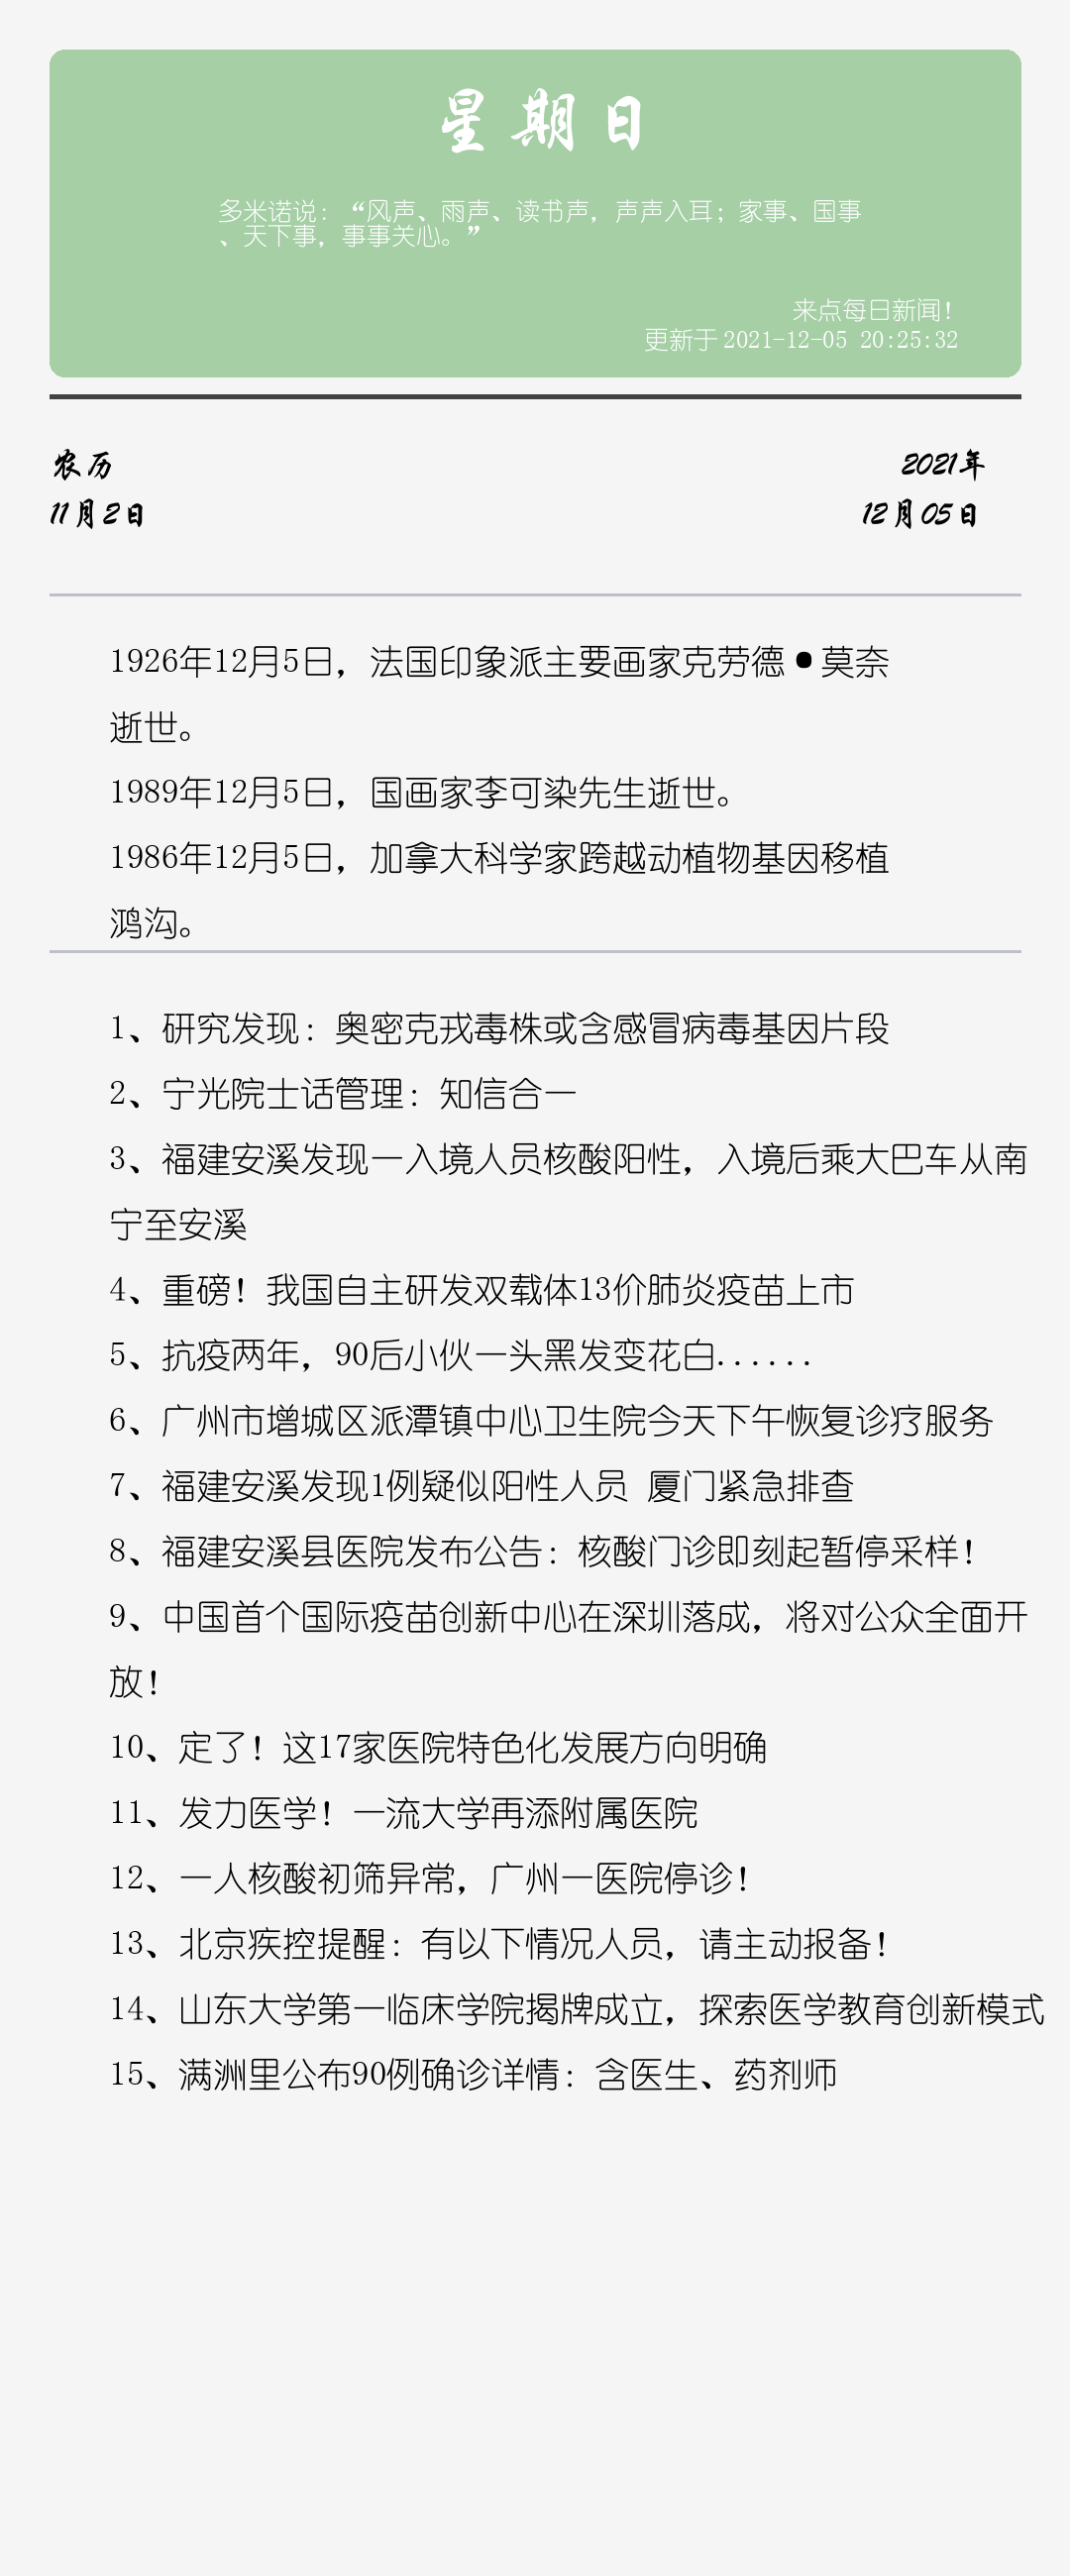 星期日
多米诺说：“风声、雨声、读书声，声声入耳；家事、国事
、天下事，事事关心。”
来点每日新闻！
更新于 2021-12-05 20:25:32
农历
2021年
11月2日
12月05日
1926年12月5日，法国印象派主要画家克劳德•莫奈
逝世。
1989年12月5日，国画家李可染先生逝世。
1986年12月5日，加拿大科学家跨越动植物基因移植
鸿沟。
1、研究发现：奥密克戎毒株或含感冒病毒基因片段
2、宁光院士话管理：知信合一
3、福建安溪发现一入境人员核酸阳性，入境后乘大巴车从南
宁至安溪
4、重磅！我国自主研发双载体13价肺炎疫苗上市
5、抗疫两年，90后小伙一头黑发变花白......
6、广州市增城区派潭镇中心卫生院今天下午恢复诊疗服务
7、福建安溪发现1例疑似阳性人员 厦门紧急排查
8、福建安溪县医院发布公告：核酸门诊即刻起暂停采样！
9、中国首个国际疫苗创新中心在深圳落成，将对公众全面开
放！
10、定了！这17家医院特色化发展方向明确
11、发力医学！一流大学再添附属医院
12、一人核酸初筛异常，广州一医院停诊！
13、北京疾控提醒：有以下情况人员，请主动报备！
14、山东大学第一临床学院揭牌成立，探索医学教育创新模式
15、满洲里公布90例确诊详情：含医生、药剂师